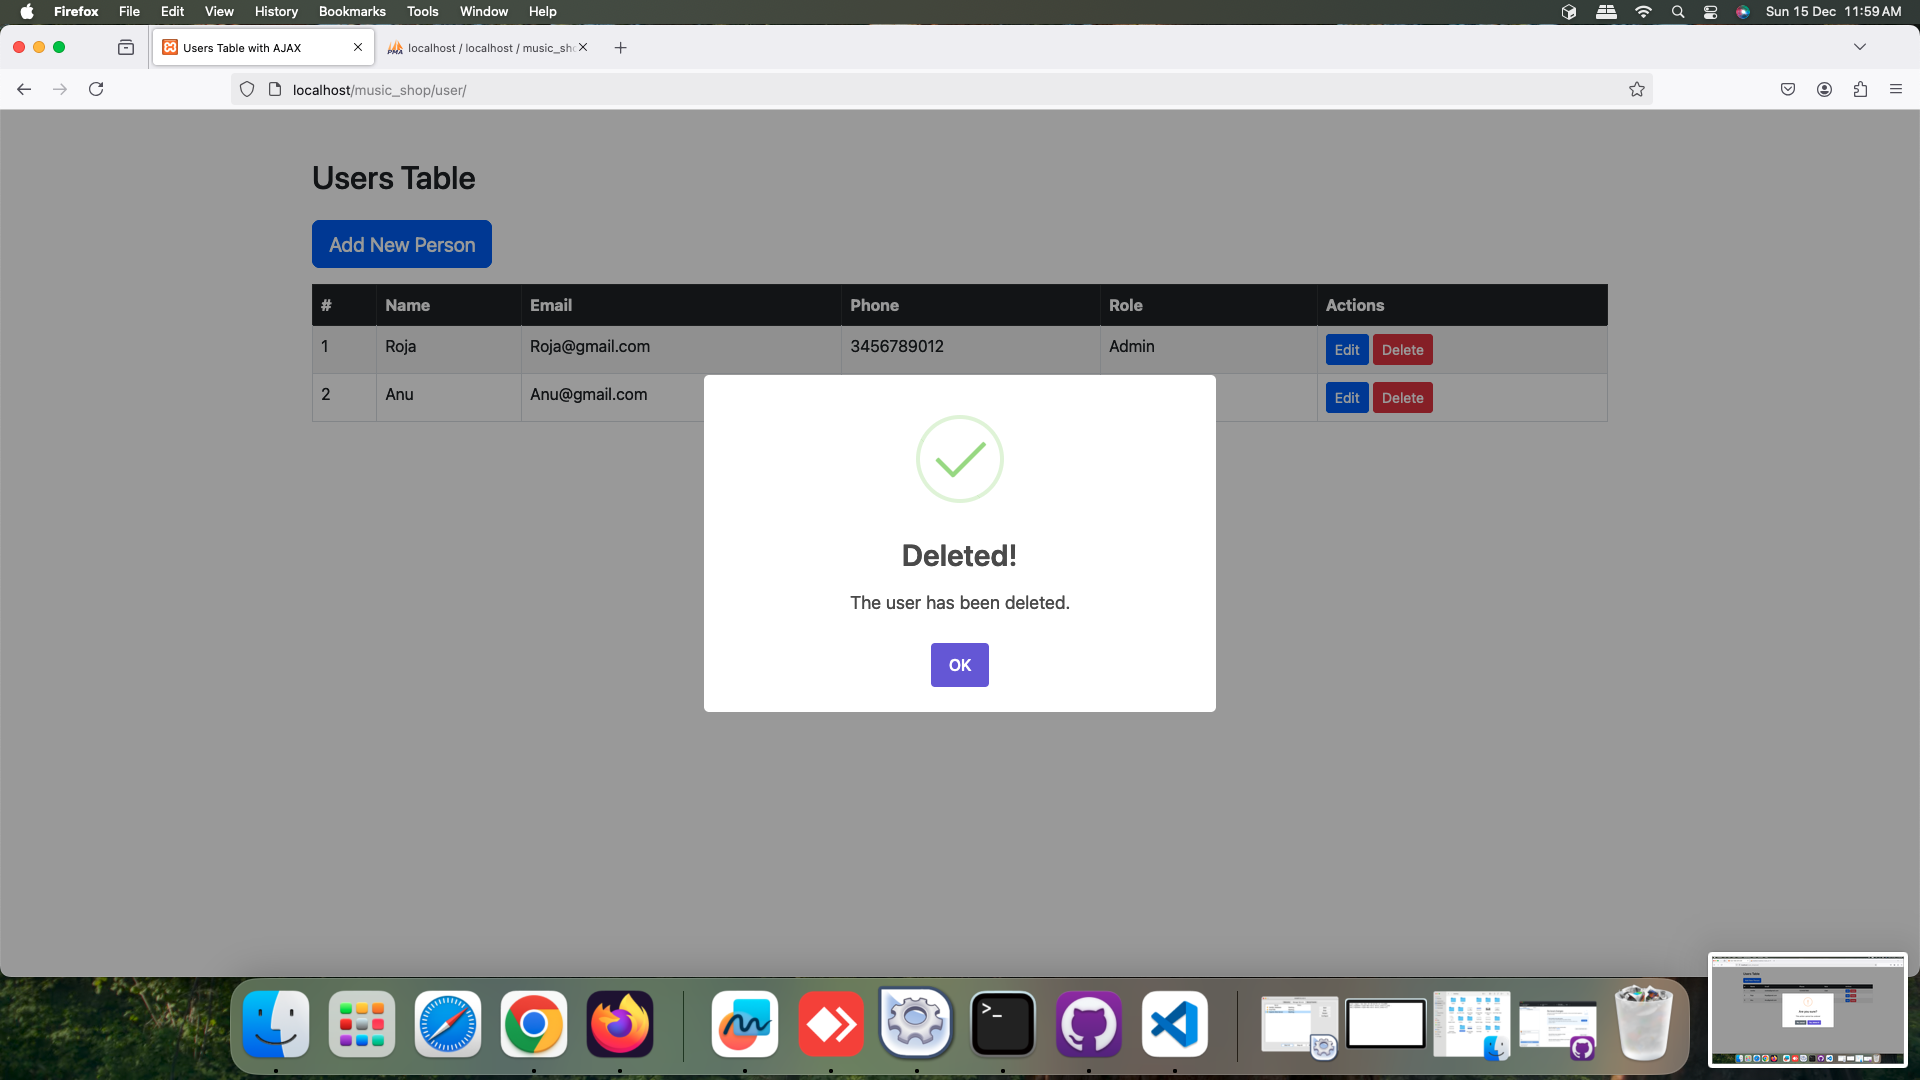 Firefox File Edit View History Bookmarks Tools Window Help Sun 15 Dec 11:59 AM
Users Table with AJAX localhost / localhost / music_sh
localhost/music_shop/user/
Users Table
Add New Person
# Name Email Phone Role Actions
1 Roja Roja@gmail.com 3456789012 Admin Edit Delete
2 Anu Anu@gmail.com Edit Delete
Deleted!
The user has been deleted.
OK